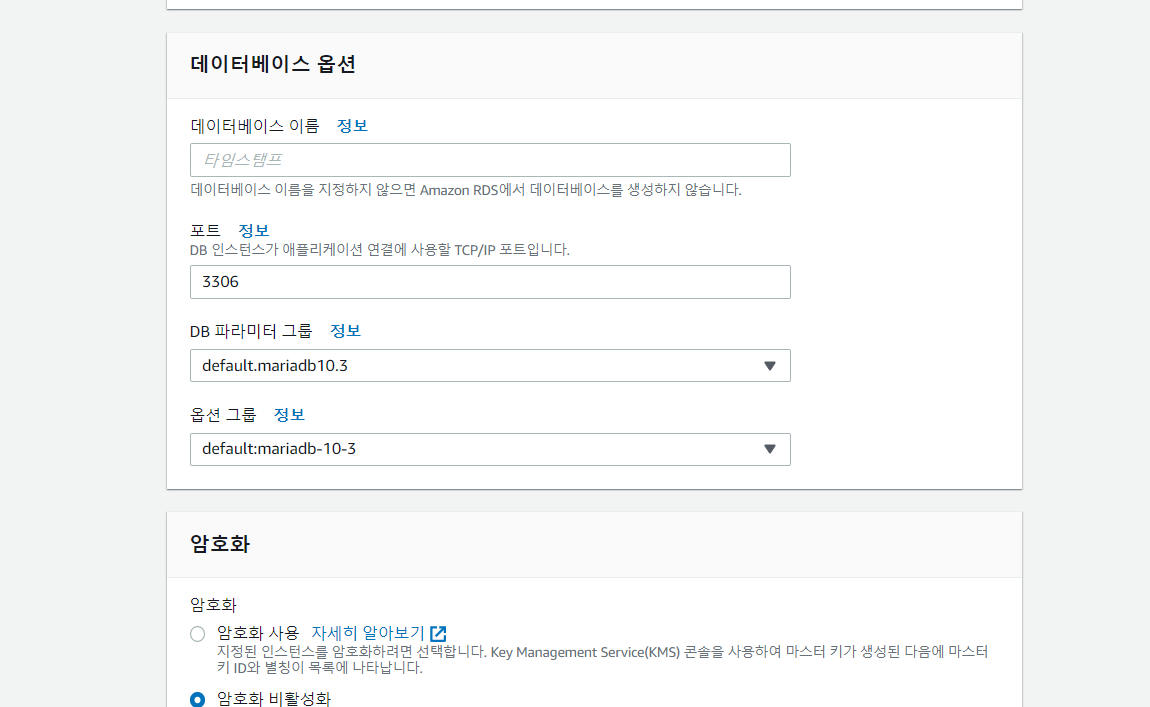 데이터베이스 옵션
데이터베이스 이름 정보
타임스탬프
데이터베이스 이름을 지정하지 않으면 Amazon RDS에서 데이터베이스를 생성하지 않습니다.
포트 정보
DB 인스턴스가 애플리케이션 연결에 사용할 TCP/IP 포트입니다.
3306
DB 파라미터 그룹 정보
default.mariadb10.3
옵션 그룹 정보
default:mariadb-10-3
암호화
암호화
암호화 사용 자세히 알아보기
지정된 인스턴스를 암호화하려면 선택합니다. Key Management Service(KMS) 콘솔을 사용하여 마스터 키가 생성된 다음에 마스터
키 ID와 별칭이 목록에 나타납니다.
암호화 비활성화